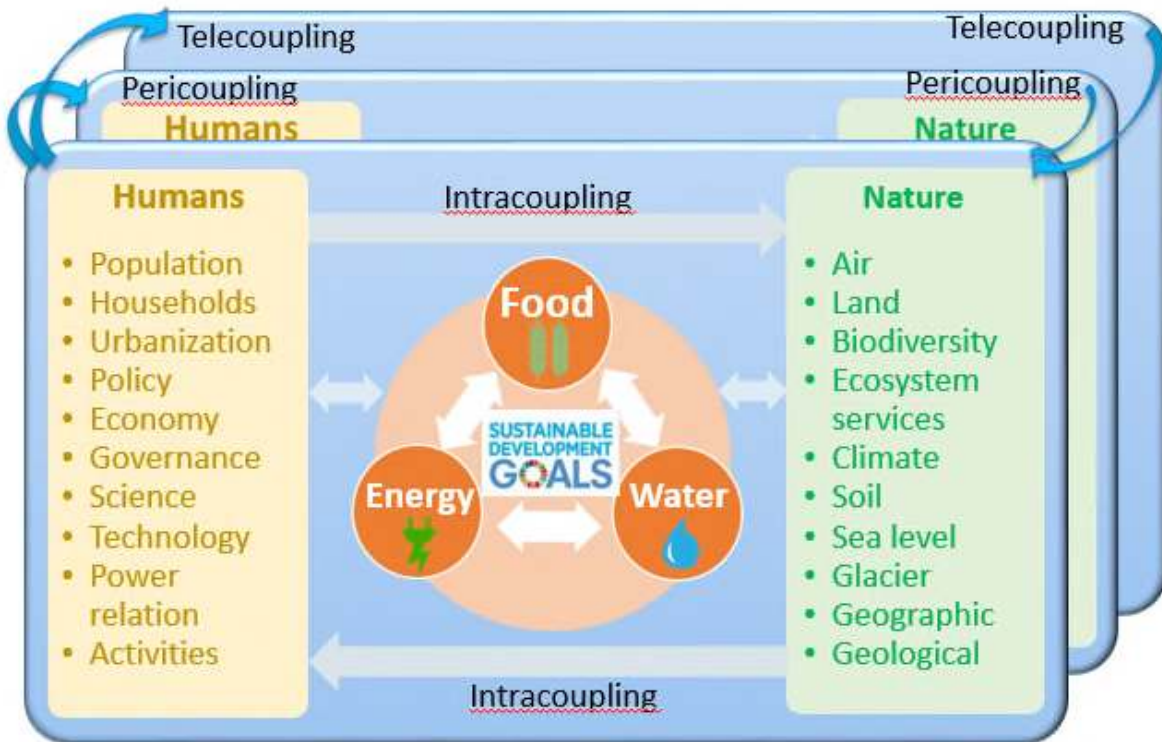 Telecoupling
Telecoupling
Pericoupling
Pericoupling
Humans
Nature
Humans
Intracoupling
Nature
• Population
• Households
• Urbanization
• Policy
• Economy
• Governance
• Science
• Technology
• Power
relation
• Activities
Food
SUSTAINABLE
DEVELOPMENT
GOALS
Energy
Water
• Air
• Land
• Biodiversity
• Ecosystem
services
• Climate
• Soil
• Sea level
• Glacier
• Geographic
• Geological
Intracoupling